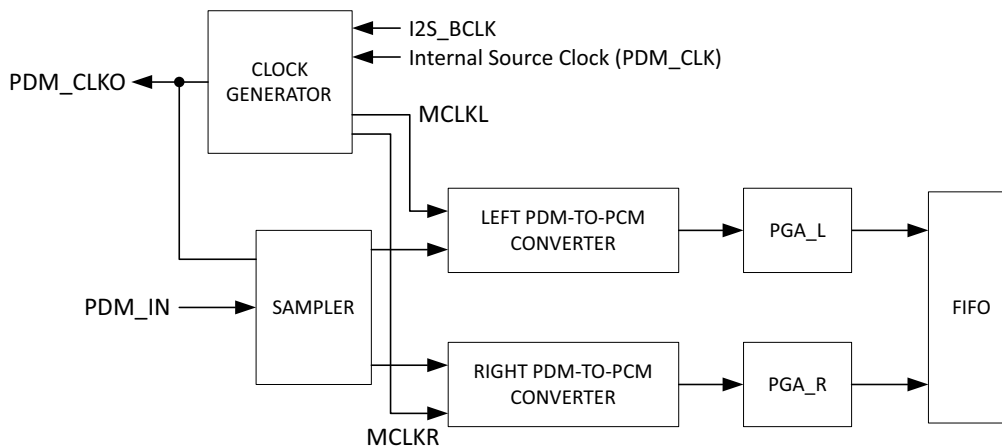 I2S_BCLK
Internal Source Clock (PDM_CLK)
PDM_CLKO
CLOCK
GENERATOR
MCLKL
LEFT PDM-TO-PCM
CONVERTER
PGA_L
PDM_IN
SAMPLER
FIFO
RIGHT PDM-TO-PCM
CONVERTER
PGA_R
MCLKR